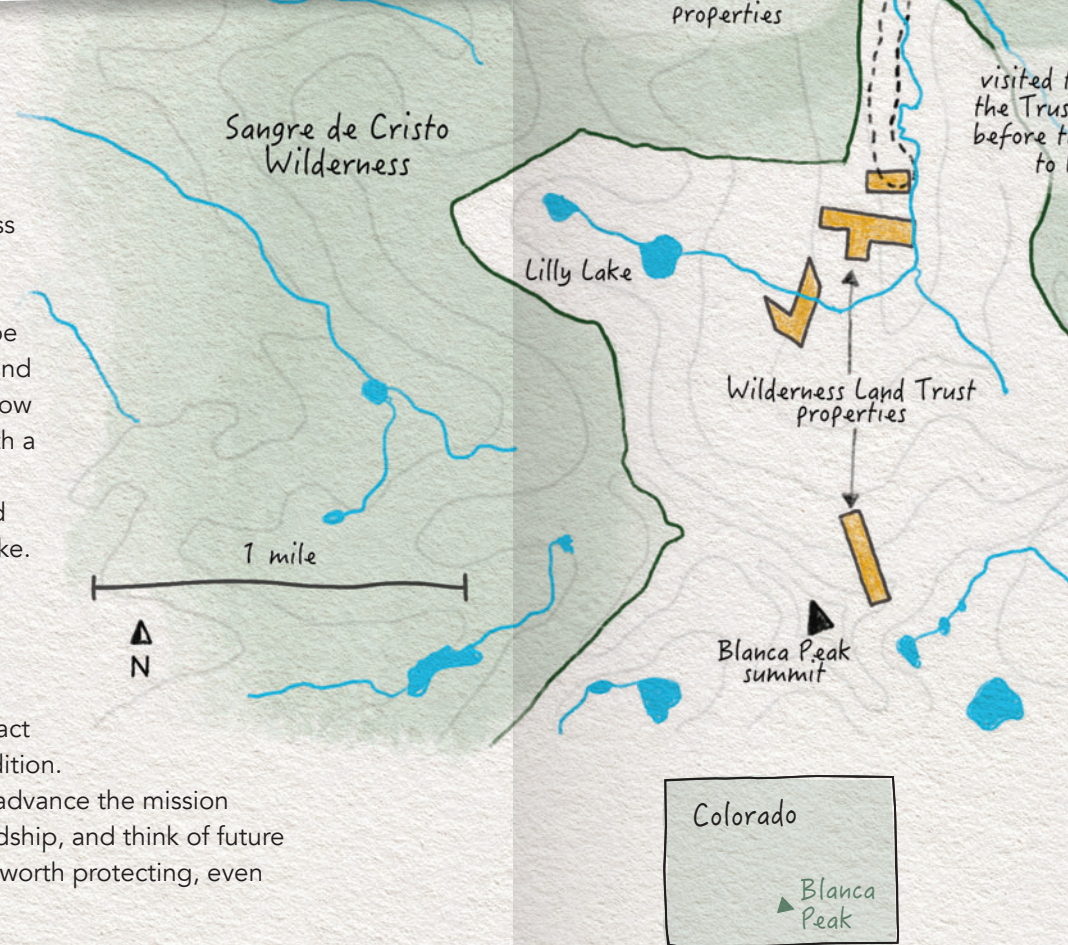 properties
visited
the Trus
before
to
Sangre de Cristo
Wilderness
ss
Lilly Lake
be
nd
ow
h a
Wilderness Land Trust
properties
d
ke.
1 mile
N
Blanca Peak
summit
act
dition.
advance the mission
dship, and think of future
worth protecting, even
Colorado
Blanca
Peak